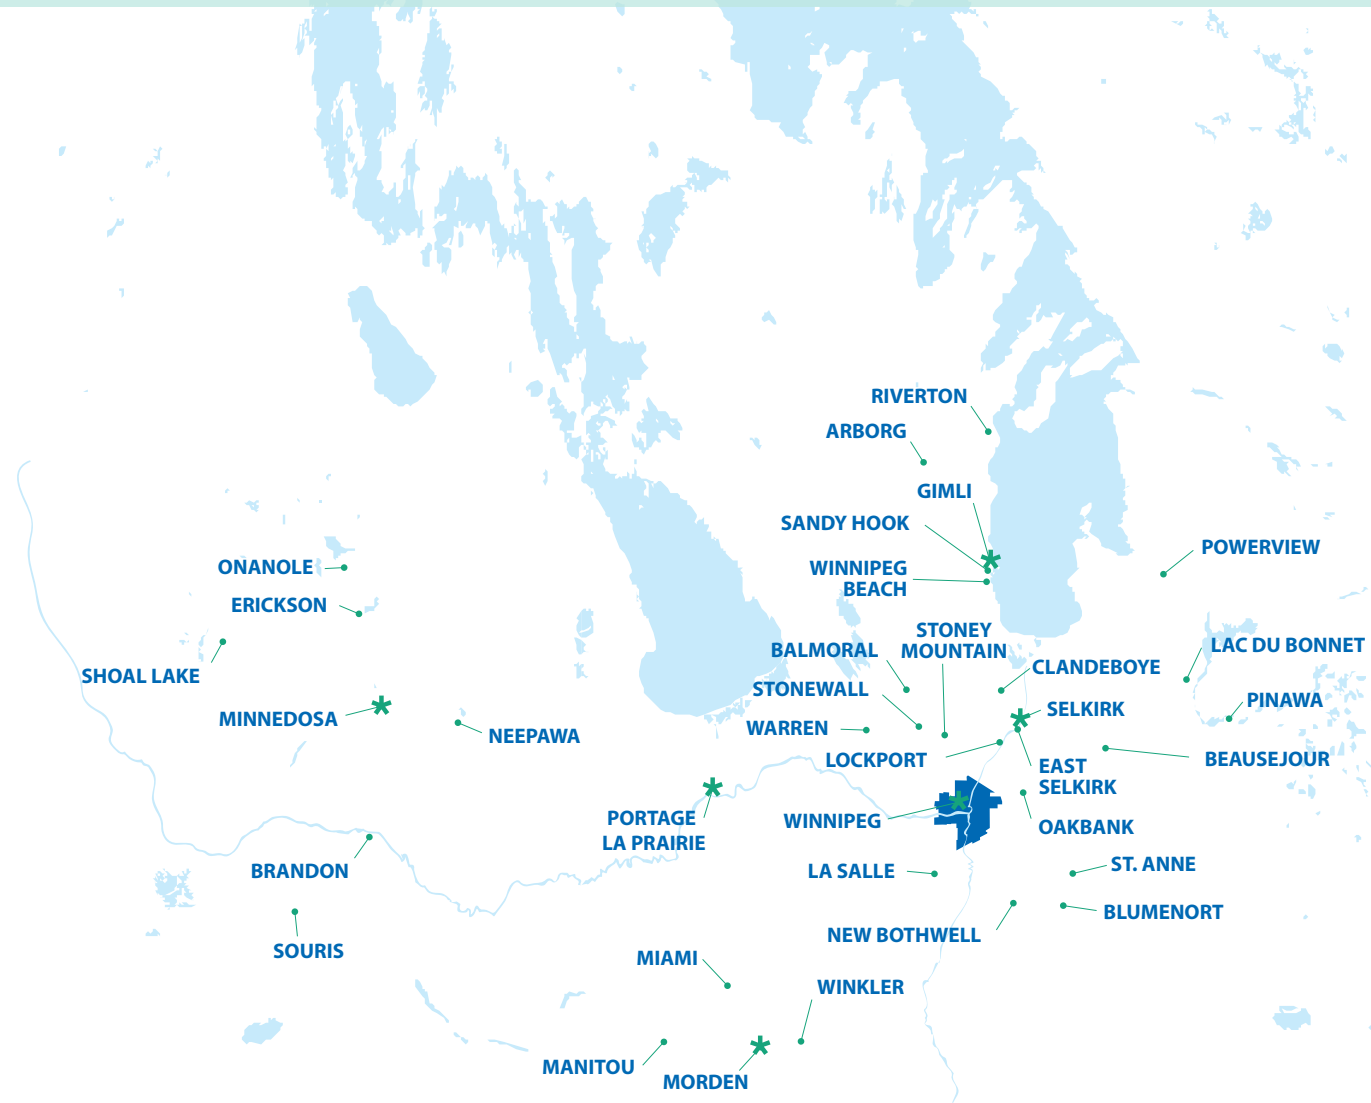 RIVERTON
ARBORG
GIMLI
SANDY HOOK
POWERVIEW
ONANOLE
WINNIPEG
BEACH
ERICKSON
STONEY
MOUNTAIN
BALMORAL
LAC DU BONNET
CLANDEBOYE
SHOAL LAKE
STONEWALL
PINAWA
SELKIRK
MINNEDOSA
WARREN
NEEPAWA
LOCKPORT
BEAUSEJOUR
EAST
SELKIRK
PORTAGE
LA PRAIRIE
WINNIPEG
OAKBANK
ST. ANNE
BRANDON
LA SALLE
BLUMENORT
NEW BOTHWELL
SOURIS
MIAMI
WINKLER
MANITOU
MORDEN